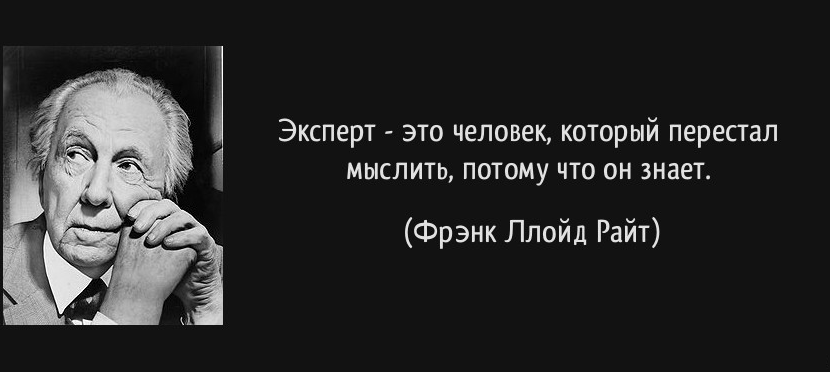 Эксперт - это человек, который перестал
мыслить, потому что он знает.
(Фрэнк Ллойд Райт)